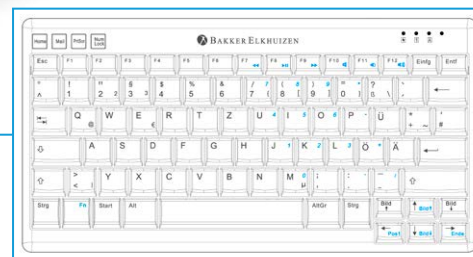 Home Mail PrtScr Num Lock BAKKER ELKHUIZEN
Esc F1 F2 F3 F4 F5 F6 F7 F8 F9 F10 F11 F12 Einfg Entf
^ ! " § $ % & / ( ) = ? `
° 1 2 2 3 3 4 5 6 7 7 8 8 9 9 0 ß \ ´
Q @ W E € R T Z U 4 I 5 O 6 P Ü * + ~ ' #
A S D F G H J 1 K 2 L 3 Ö Ä
> < | Y X C V B N M 0 µ ; , : . _ -
Strg Fn Start Alt AltGr Strg Bild ↑ ↑ Bild↑ Bild ↓
← Pos1 ↓ Bild↓ → Ende